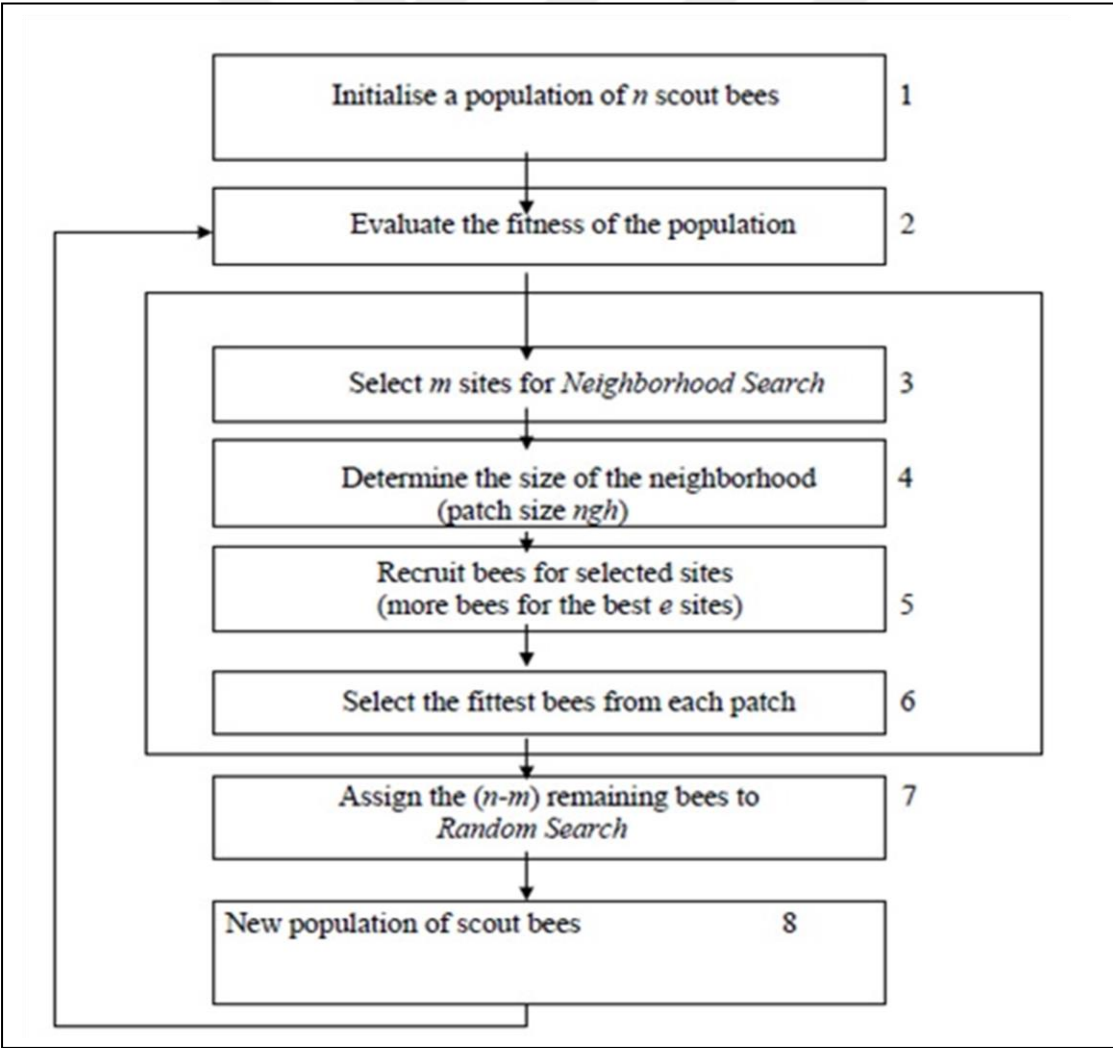 Initialise a population of n scout bees 1
Evaluate the fitness of the population 2
Select m sites for Neighborhood Search 3
Determine the size of the neighborhood 4
(patch size ngh)
Recruit bees for selected sites
(more bees for the best e sites) 5
Select the fittest bees from each patch 6
Assign the (n-m) remaining bees to 7
Random Search
New population of scout bees 8